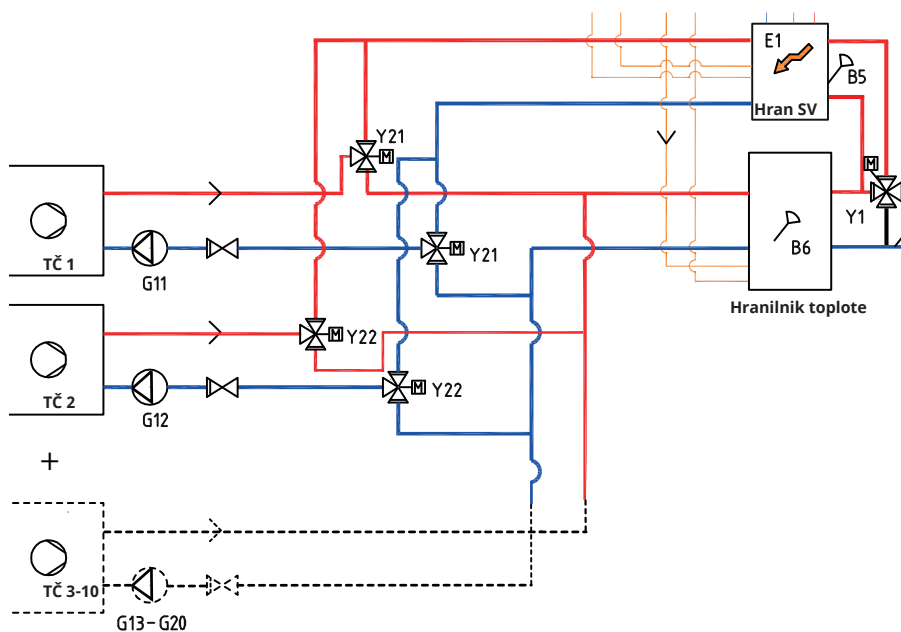 E1
B5
Hran SV
Y21
M
M
TČ 1
G11
M
Y21
Y1
B6
Hranilnik toplote
M
Y22
TČ 2
G12
M
Y22
+
TČ 3-10
G13-G20